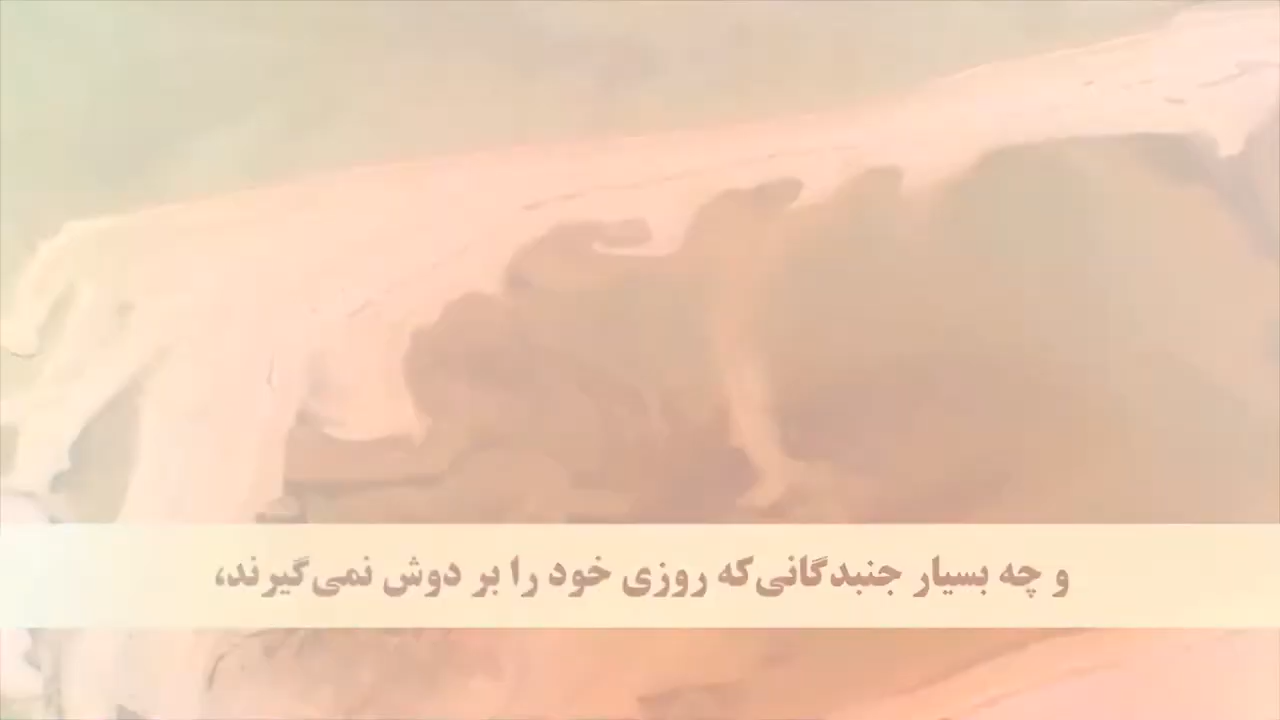 و چه بسیار جنبدگانی‌که روزی خود را بر دوش نمی‌گیرند،